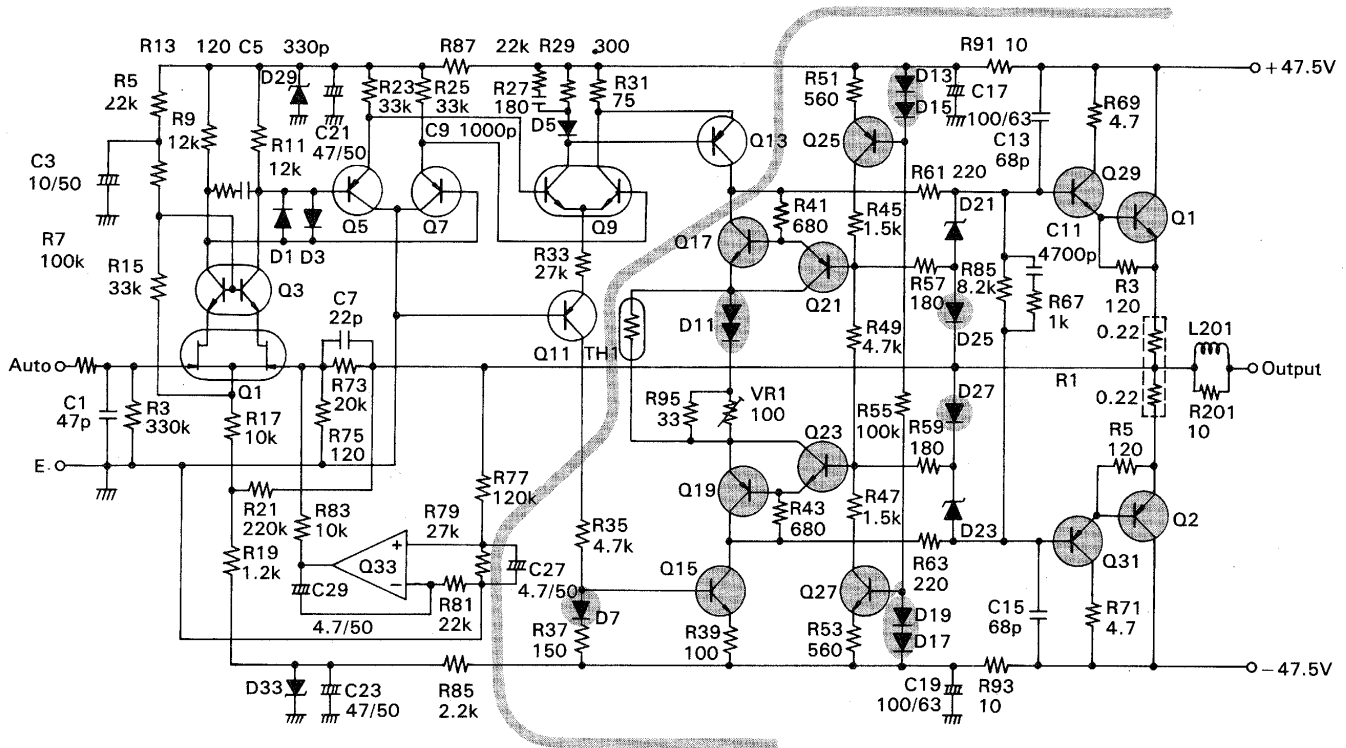 R13 120 C5 330p R87 22k R29 .300 R91 10
R5
22k
D29
R23
33k
R25
33k
R27
180
R31
75
R51
560
D13
D15
C17
100/63
+47.5V
R69
4.7
R9
12k
C21
47/50
C9 1000p
D5
Q13
Q25
C13
68p
R11
12k
C3
10/50
R61 220
D21
Q29
Q1
R41
680
R45
1.5k
C11
4700p
Q5
Q7
Q9
Q17
D1 D3
R7
100k
R15
33k
Q3
R33
27k
Q21
R57
180
R85
8.2k
R67
1k
R3
120
C7
22p
D11
D25
R49
4.7k
0.22
L201
Q11
TH1
Auto
Q1
R73
20k
R1
Output
C1
47p
R3
330k
R17
10k
R75
120
R95
33
VR1
100
R55
100k
D27
0.22
R201
10
E.
Q23
R59
180
R5
120
R77
120k
Q19
R47
1.5k
R21
220k
R83
10k
R79
27k
R43
680
D23
Q2
R35
4.7k
R63
220
Q31
R19
1.2k
+
Q33
−
C27
4.7/50
Q15
Q27
C29
4.7/50
R81
22k
D7
D19
D17
C15
68p
R71
4.7
R37
150
R39
100
R53
560
−47.5V
D33
C23
47/50
R85
2.2k
C19
100/63
R93
10